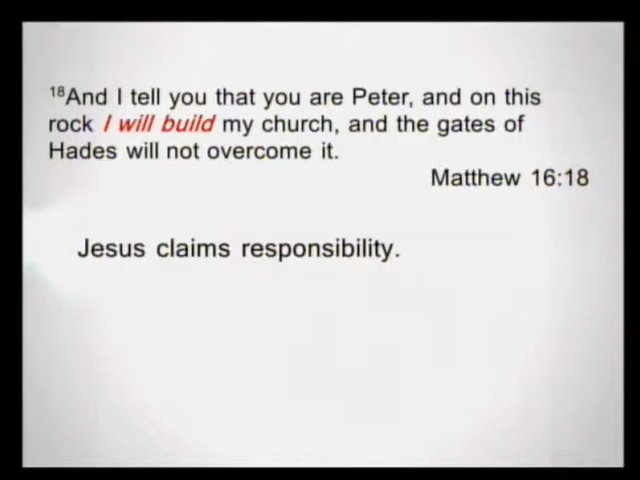 18And I tell you that you are Peter, and on this
rock I will build my church, and the gates of
Hades will not overcome it.
Matthew 16:18
Jesus claims responsibility.